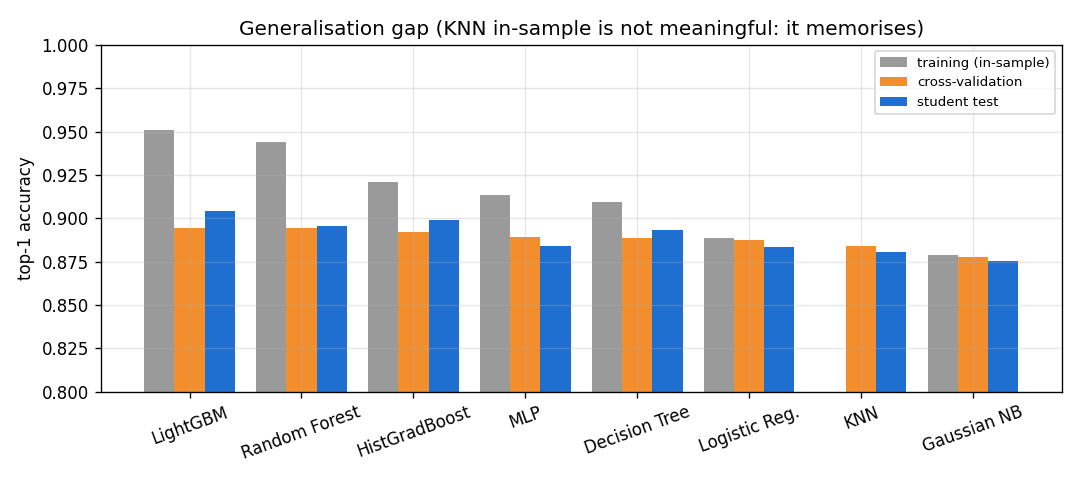 Generalisation gap (KNN in-sample is not meaningful: it memorises)
training (in-sample)
cross-validation
student test
top-1 accuracy
1.000
0.975
0.950
0.925
0.900
0.875
0.850
0.825
0.800
LightGBM
Random Forest
HistGradBoost
MLP
Decision Tree
Logistic Reg.
KNN
Gaussian NB